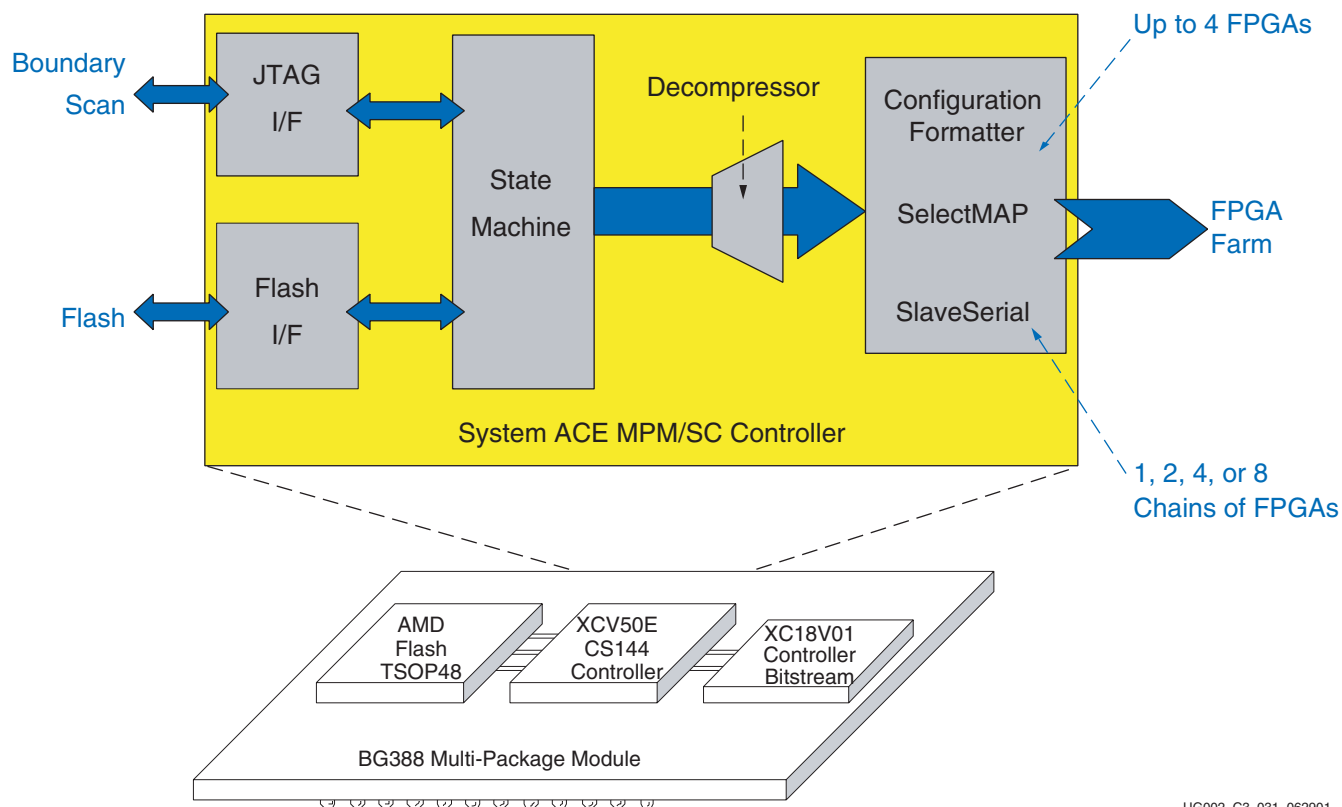 Boundary
Scan
JTAG
I/F
Flash
Flash
I/F
State
Machine
Decompressor
Configuration
Formatter
SelectMAP
SlaveSerial
Up to 4 FPGAs
FPGA
Farm
1, 2, 4, or 8
Chains of FPGAs
System ACE MPM/SC Controller
AMD
Flash
TSOP48
XCV50E
CS144
Controller
XC18V01
Controller
Bitstream
BG388 Multi-Package Module